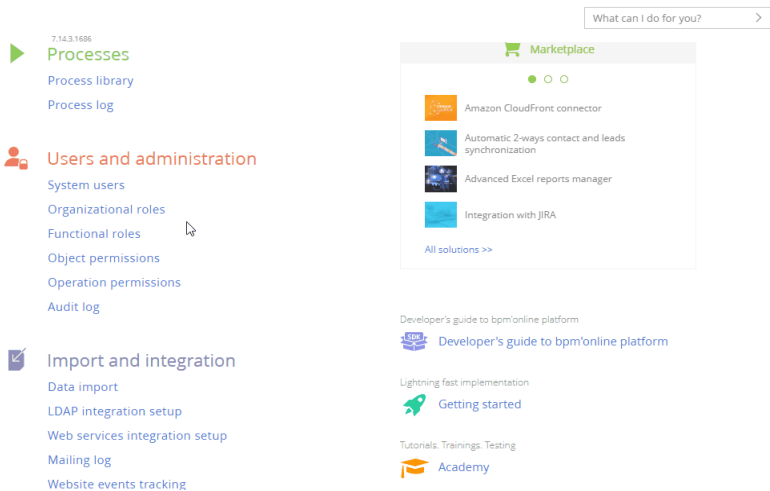 What can I do for you?
7.14.3.1686
Processes
Process library
Process log
Users and administration
System users
Organizational roles
Functional roles
Object permissions
Operation permissions
Audit log
Import and integration
Data import
LDAP integration setup
Web services integration setup
Mailing log
Website events tracking
Marketplace
Amazon CloudFront connector
Automatic 2-ways contact and leads
synchronization
Advanced Excel reports manager
Integration with JIRA
All solutions >>
Developer's guide to bpm'online platform
SDK
Developer's guide to bpm'online platform
Lightning fast implementation
Getting started
Tutorials. Trainings. Testing
Academy